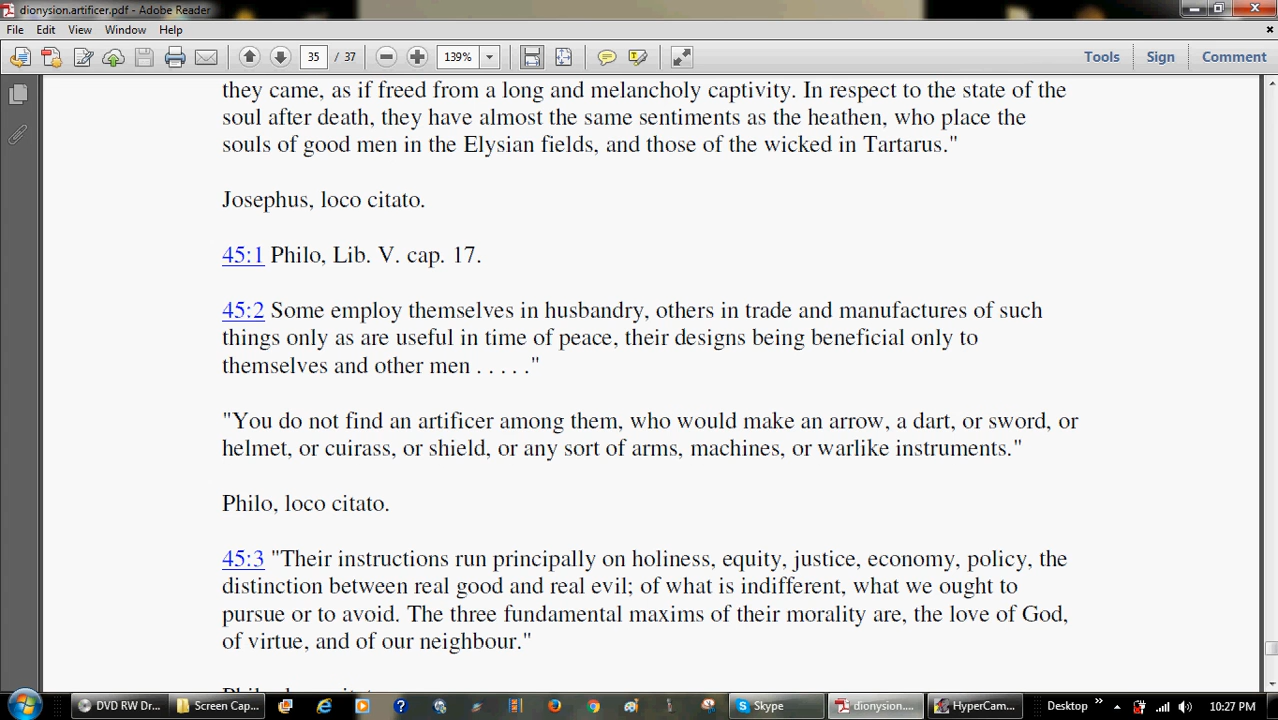 dionysion.artificer.pdf - Adobe Reader
File Edit View Window Help
35 / 37 139% Tools Sign Comment
they came, as if freed from a long and melancholy captivity. In respect to the state of the
soul after death, they have almost the same sentiments as the heathen, who place the
souls of good men in the Elysian fields, and those of the wicked in Tartarus."
Josephus, loco citato.
45:1 Philo, Lib. V. cap. 17.
45:2 Some employ themselves in husbandry, others in trade and manufactures of such
things only as are useful in time of peace, their designs being beneficial only to
themselves and other men . . . . ."
"You do not find an artificer among them, who would make an arrow, a dart, or sword, or
helmet, or cuirass, or shield, or any sort of arms, machines, or warlike instruments."
Philo, loco citato.
45:3 "Their instructions run principally on holiness, equity, justice, economy, policy, the
distinction between real good and real evil; of what is indifferent, what we ought to
pursue or to avoid. The three fundamental maxims of their morality are, the love of God,
of virtue, and of our neighbour."
DVD RW Dr... Screen Cap... Skype dionysion.... HyperCam... Desktop 10:27 PM